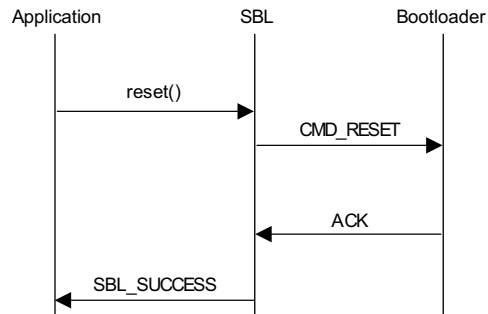 Application SBL Bootloader
reset()
CMD_RESET
ACK
SBL_SUCCESS